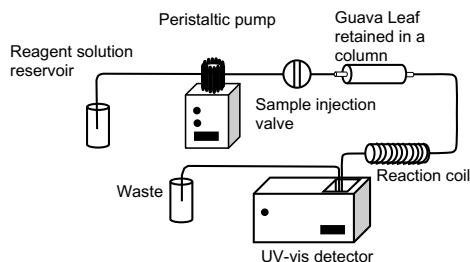 Peristaltic pump
Guava Leaf
retained in a
column
Reagent solution
reservoir
Sample injection
valve
Reaction coil
Waste
UV-vis detector